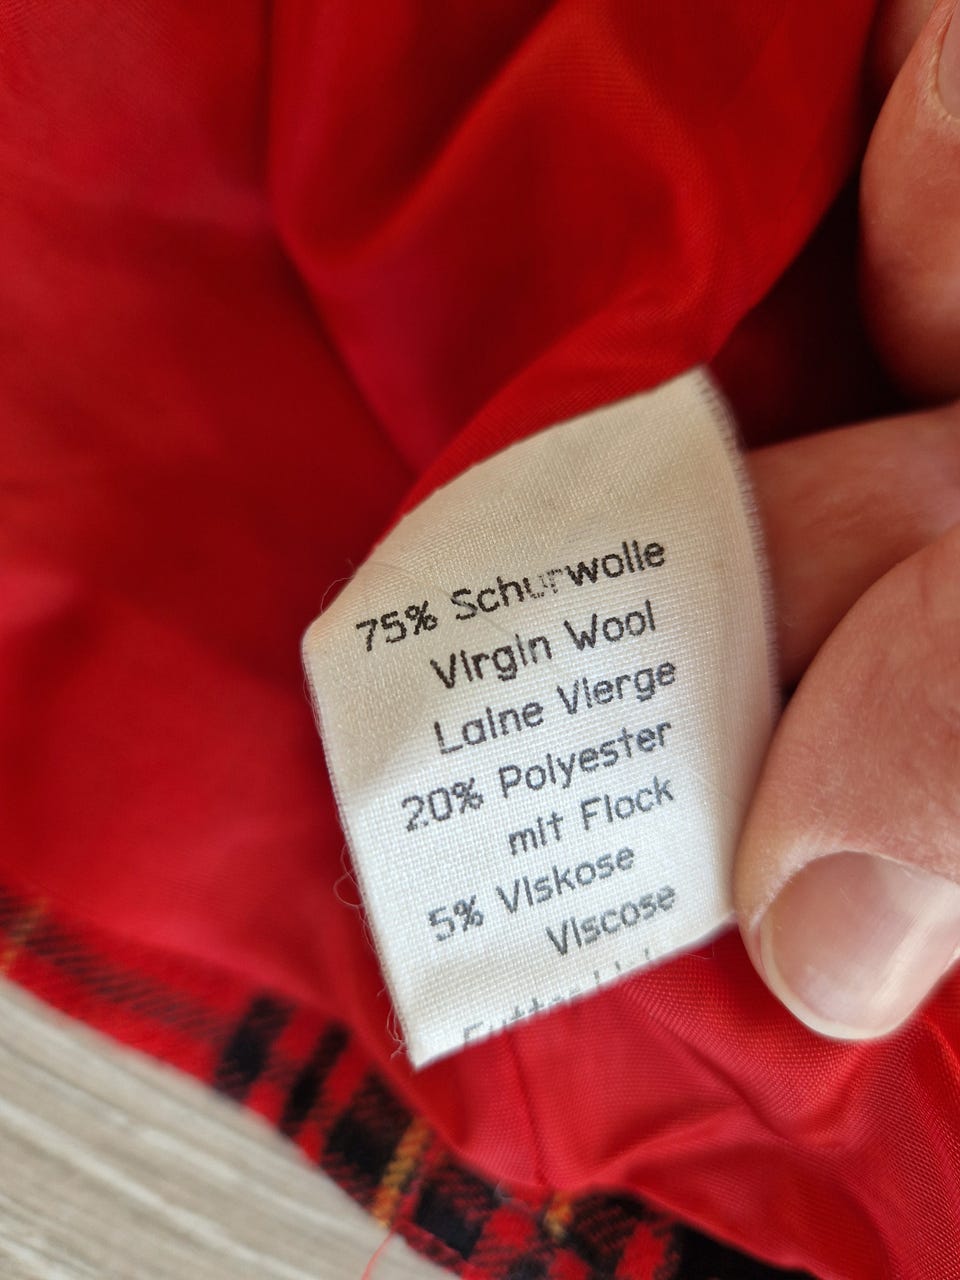 75% Schurwolle
Virgin Wool
Laine Vierge
20% Polyester
mit Flock
5% Viskose
Viscose